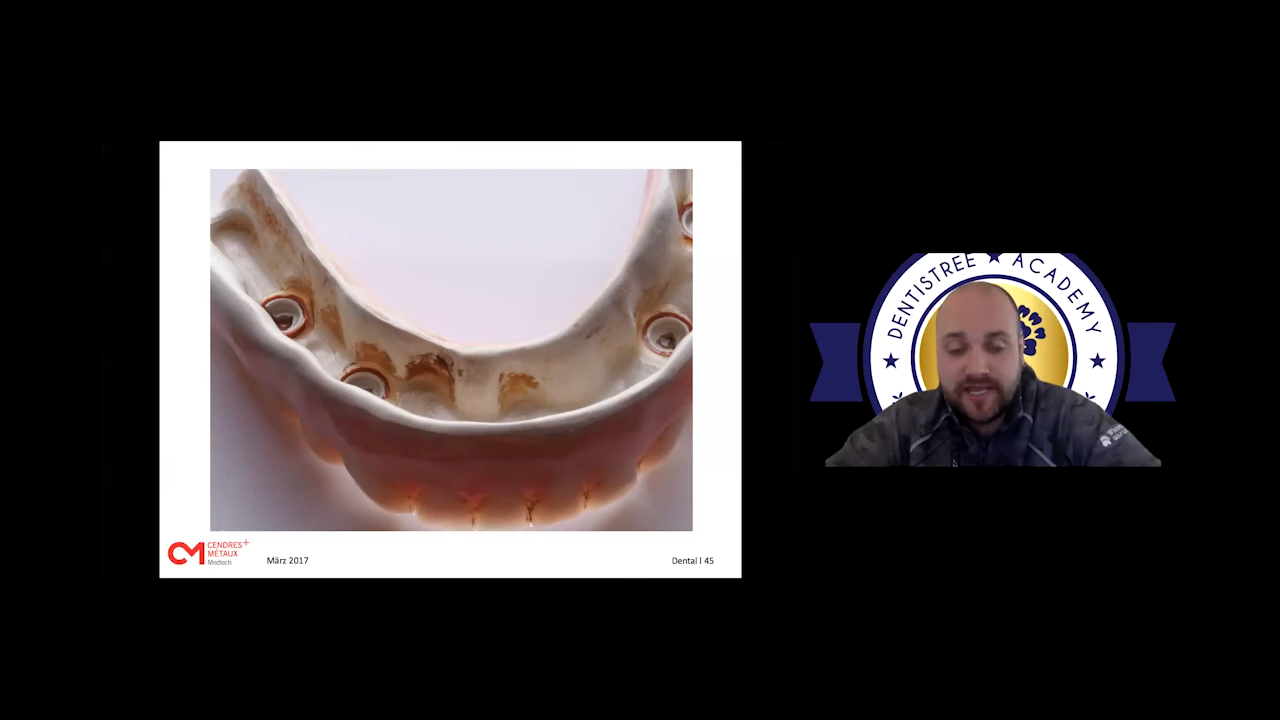 CENDRES+
MÉTAUX
Medtech
März 2017
Dental | 45
DENTISTREE ★ ACADEMY